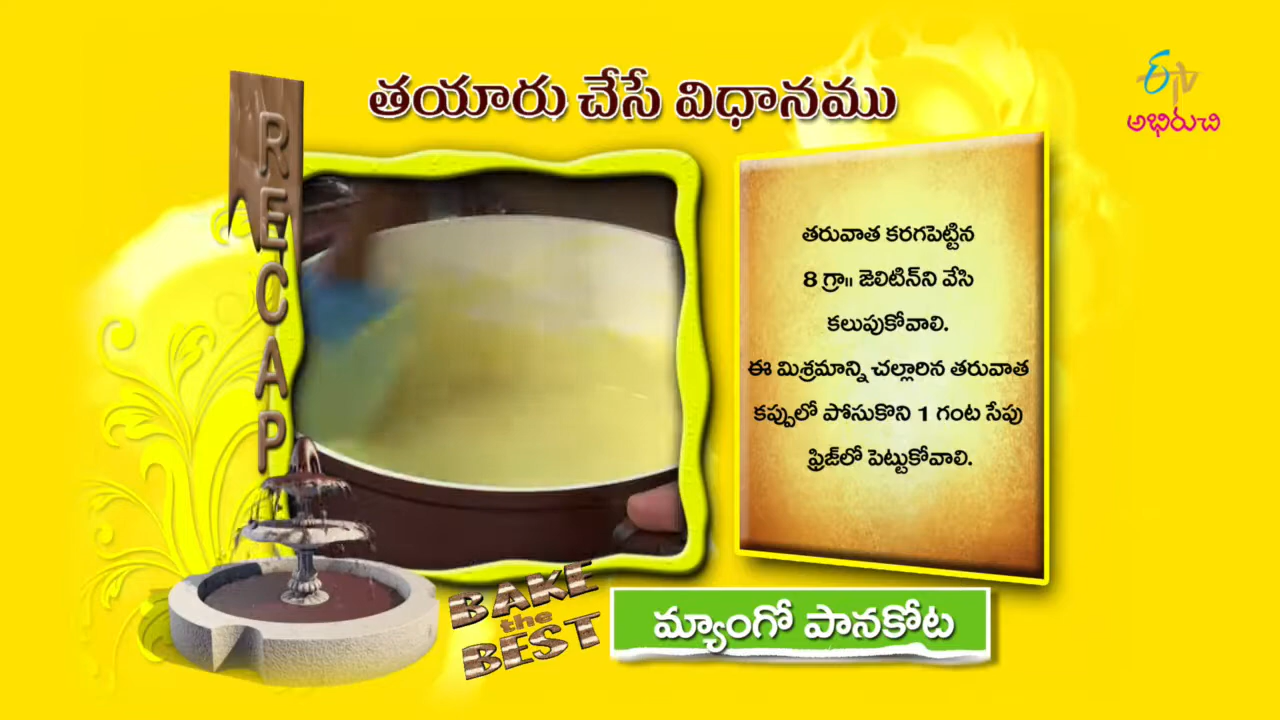 తయారు చేసే విధానము
ETV
అభిరుచి
RECAP
తరువాత కరగపెట్టిన
8 గ్రా॥ జెలిటిన్‌ని వేసి
కలుపుకోవాలి.
ఈ మిశ్రమాన్ని చల్లారిన తరువాత
కప్పులో పోసుకొని 1 గంట సేపు
ఫ్రిజ్‌లో పెట్టుకోవాలి.
BAKE
the
BEST
మ్యాంగో పానకోట